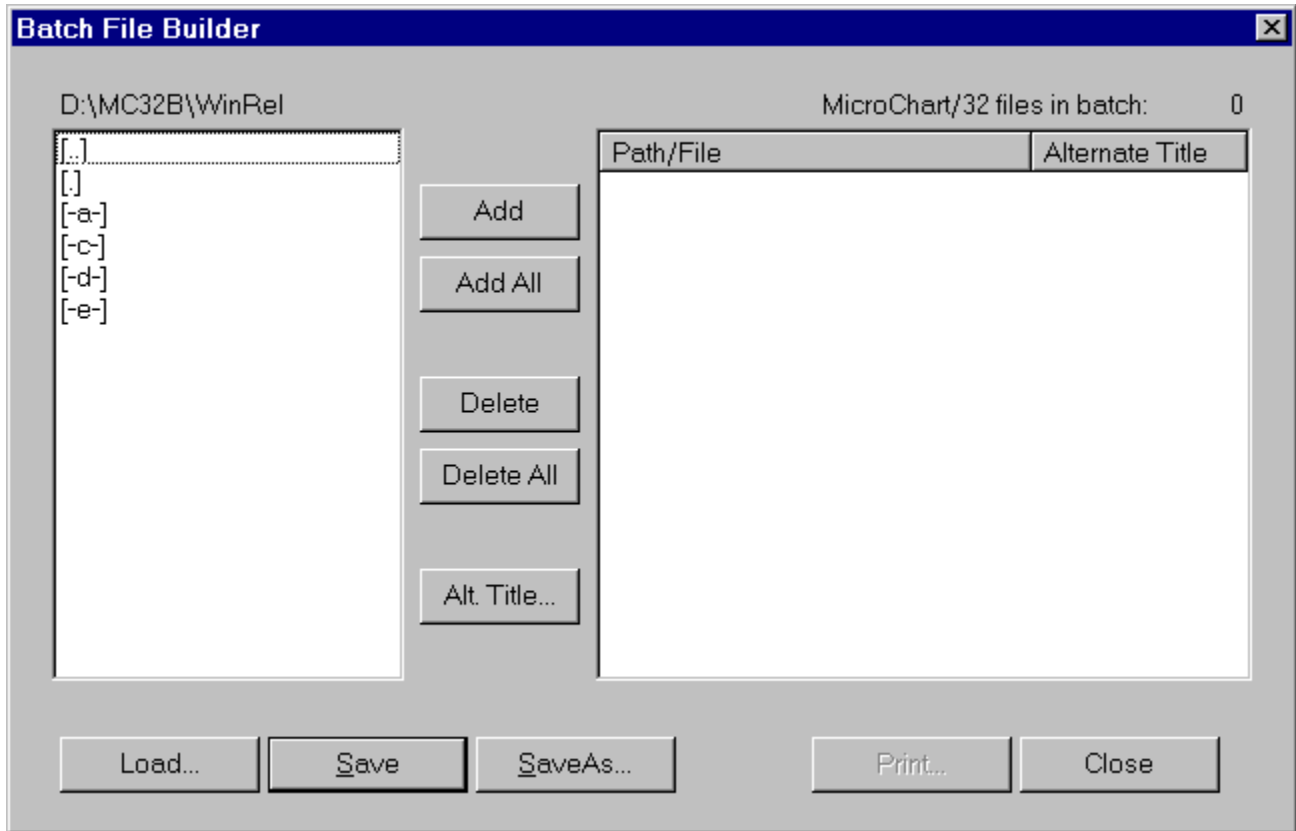 Batch File Builder
D:\MC32B\WinRel
MicroChart/32 files in batch: 0
[..]
[.]
[-a-]
[-c-]
[-d-]
[-e-]
Add
Add All
Delete
Delete All
Alt. Title...
Path/File Alternate Title
Load... Save SaveAs... Print... Close